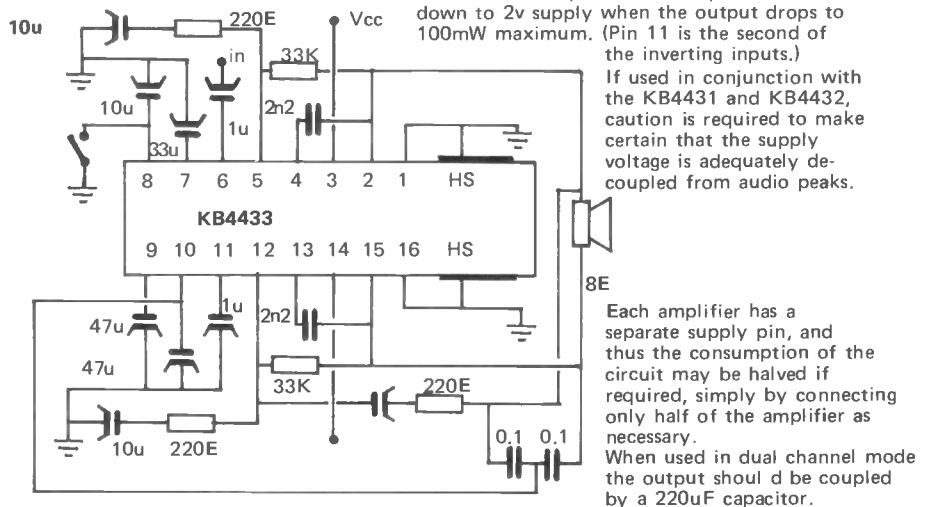 down to 2v supply when the output drops to
100mW maximum. (Pin 11 is the second of
the inverting inputs.)
If used in conjunction with
the KB4431 and KB4432,
caution is required to make
certain that the supply
voltage is adequately de-
coupled from audio peaks.
10u
220E
Vcc
in
33K
10u
1u
2n2
33u
8 7 6 5 4 3 2 1 HS
KB4433
9 10 11 12 13 14 15 16 HS
8E
1u
2n2
47u
47u
33K
220E
10u
220E
0.1 0.1
Each amplifier has a
separate supply pin, and
thus the consumption of the
circuit may be halved if
required, simply by connecting
only half of the amplifier as
necessary.
When used in dual channel mode
the output shoul d be coupled
by a 220uF capacitor.